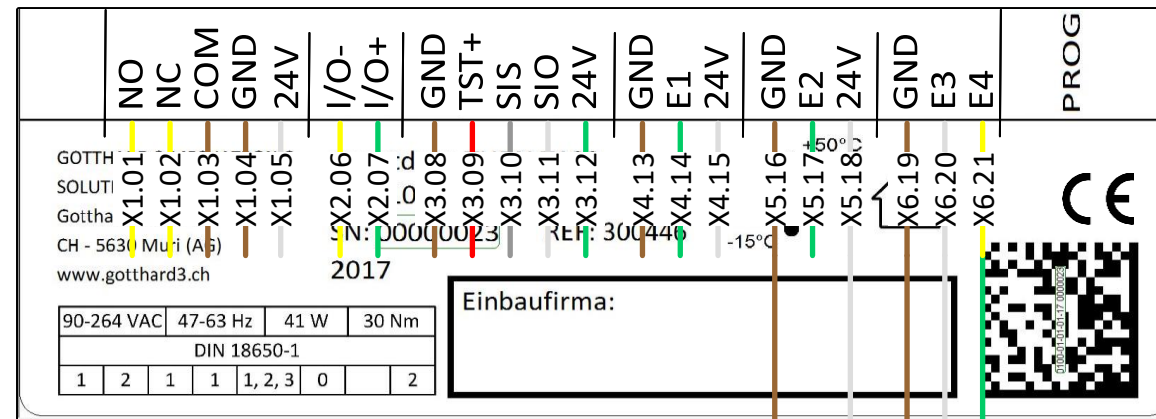 NO NC COM GND 24V I/O- I/O+ GND TST+ SIS SIO 24V GND E1 24V GND E2 24V GND E3 E4 PROG
X1.01 X1.02 X1.03 X1.04 X1.05 X2.06 X2.07 X3.08 X3.09 X3.10 X3.11 X3.12 X4.13 X4.14 X4.15 X5.16 X5.17 X5.18 X6.19 X6.20 X6.21
+50°C
-15°C
CE
GOTTH
SOLUTI
Gottha
CH - 5630 Muri (AG)
www.gotthard3.ch
SN: 00000023 REF: 300446
2017
Einbaufirma:
90-264 VAC 47-63 Hz 41 W 30 Nm
DIN 18650-1
1 2 1 1 1, 2, 3 0 2